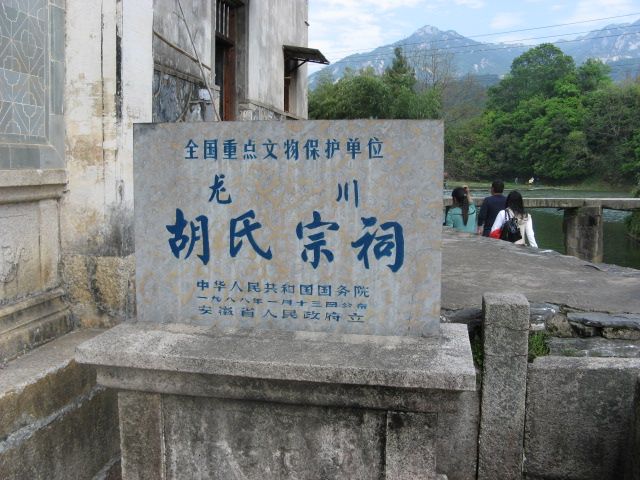 全国重点文物保护单位
龙川
胡氏宗祠
中华人民共和国国务院
一九八八年一月十三日公布
安徽省人民政府立